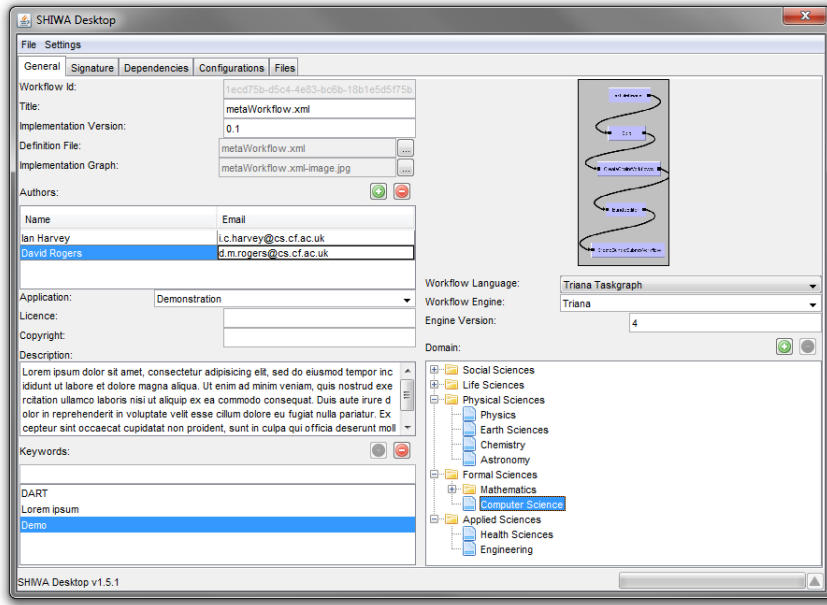 SHIWA Desktop
File Settings
General Signature Dependencies Configurations Files
Workflow Id: 1ecd75b-d5c4-4e83-bc6b-18b1e5d5f75b
Title: metaWorkflow.xml
Implementation Version: 0.1
Definition File: metaWorkflow.xml ...
Implementation Graph: metaWorkflow.xml-image.jpg ...
Authors:
Name Email
Ian Harvey i.c.harvey@cs.cf.ac.uk
David Rogers d.m.rogers@cs.cf.ac.uk
Application: Demonstration
Licence:
Copyright:
Description:
Lorem ipsum dolor sit amet, consectetur adipisicing elit, sed do eiusmod tempor inc
ididunt ut labore et dolore magna aliqua. Ut enim ad minim veniam, quis nostrud exe
rcitation ullamco laboris nisi ut aliquip ex ea commodo consequat. Duis aute irure d
olor in reprehenderit in voluptate velit esse cillum dolore eu fugiat nulla pariatur. Ex
cepteur sint occaecat cupidatat non proident, sunt in culpa qui officia deserunt moll
Keywords:
DART
Lorem ipsum
Demo
Workflow Language: Triana Taskgraph
Workflow Engine: Triana
Engine Version: 4
Domain:
Social Sciences
Life Sciences
Physical Sciences
Physics
Earth Sciences
Chemistry
Astronomy
Formal Sciences
Mathematics
Computer Science
Applied Sciences
Health Sciences
Engineering
SHIWA Desktop v1.5.1